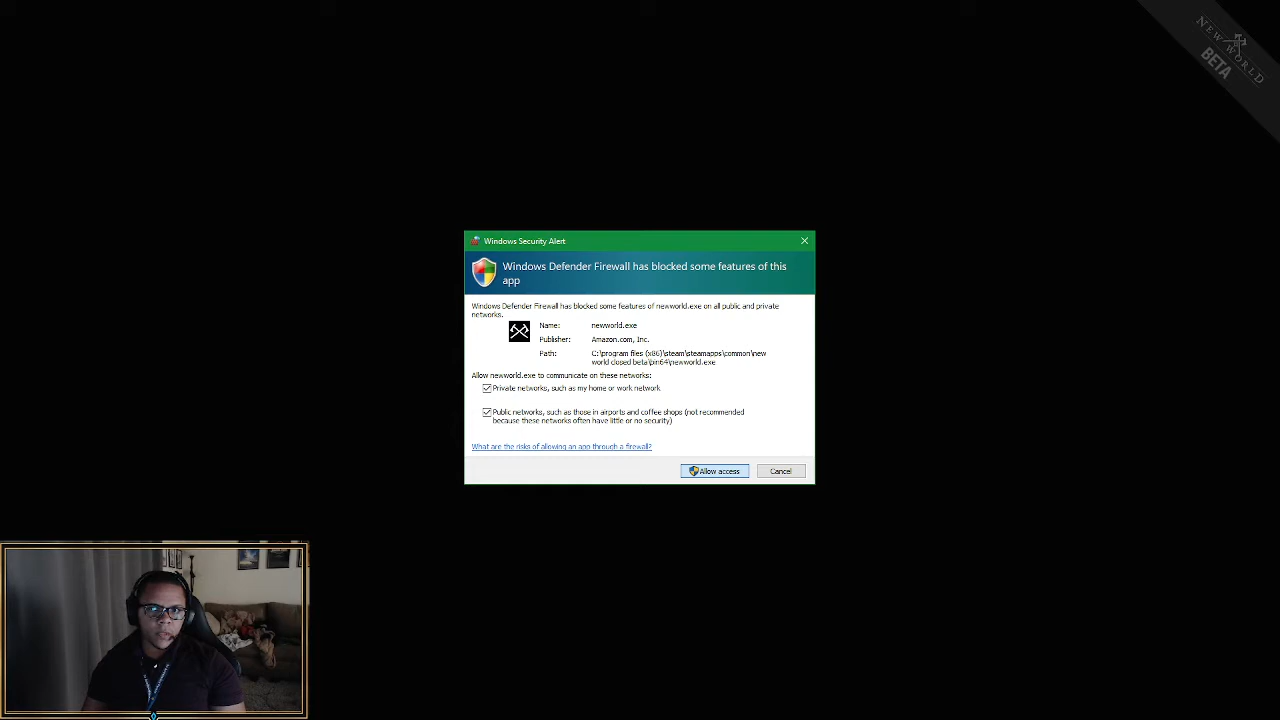 NEW WORLD
BETA
Windows Security Alert
Windows Defender Firewall has blocked some features of this
app
Windows Defender Firewall has blocked some features of newworld.exe on all public and private
networks.
Name: newworld.exe
Publisher: Amazon.com, Inc.
Path: C:\program files (x86)\steam\steamapps\common\new
world closed beta\bin64\newworld.exe
Allow newworld.exe to communicate on these networks:
Private networks, such as my home or work network
Public networks, such as those in airports and coffee shops (not recommended
because these networks often have little or no security)
What are the risks of allowing an app through a firewall?
Allow access Cancel